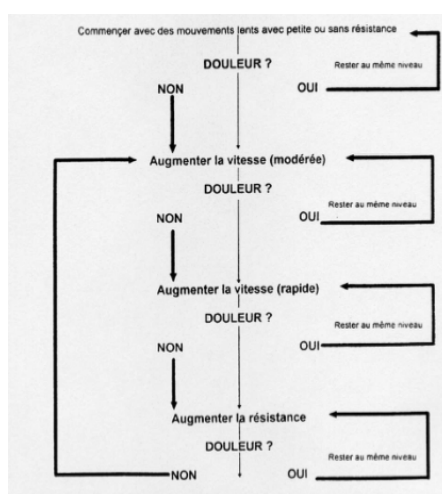 Commençer avec des mouvements lents avec petite ou sans résistance
DOULEUR ?
Rester au même niveau
NON
OUI
Augmenter la vitesse (modérée)
DOULEUR ?
Rester au même niveau
NON
OUI
Augmenter la vitesse (rapide)
DOULEUR ?
Rester au même niveau
NON
OUI
Augmenter la résistance
DOULEUR ?
Rester au même niveau
NON
OUI